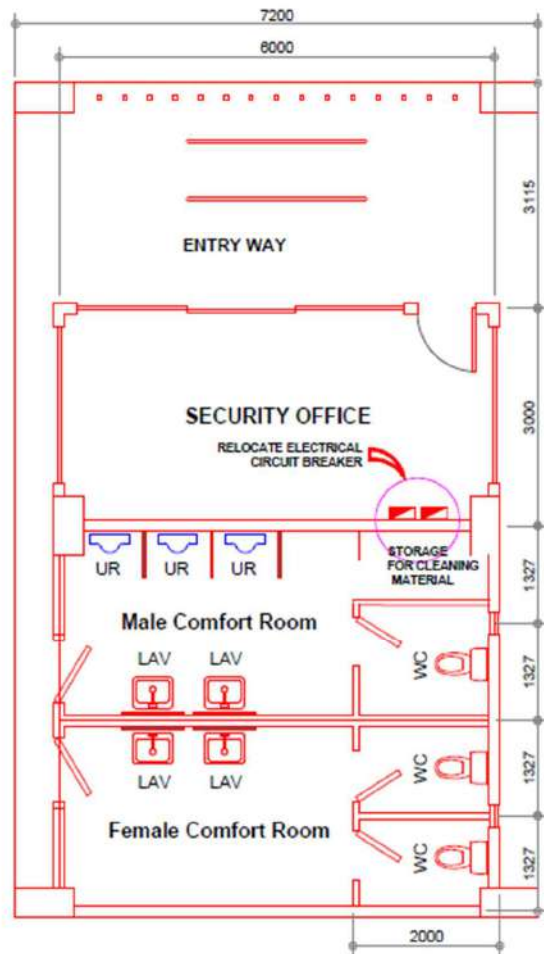 7200
6000
3115
ENTRY WAY
SECURITY OFFICE
3000
RELOCATE ELECTRICAL
CIRCUIT BREAKER
UR
UR
UR
STORAGE
FOR CLEANING
MATERIAL
1327
Male Comfort Room
LAV
LAV
WC
1327
LAV
LAV
WC
1327
Female Comfort Room
WC
1327
2000